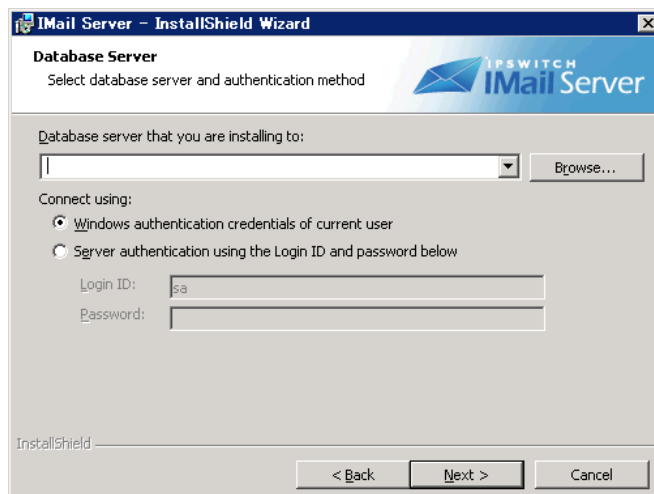 IMail Server - InstallShield Wizard
Database Server
Select database server and authentication method
IPSWITCH
IMail Server
Database server that you are installing to:
Browse...
Connect using:
Windows authentication credentials of current user
Server authentication using the Login ID and password below
Login ID:
sa
Password:
InstallShield
< Back
Next >
Cancel